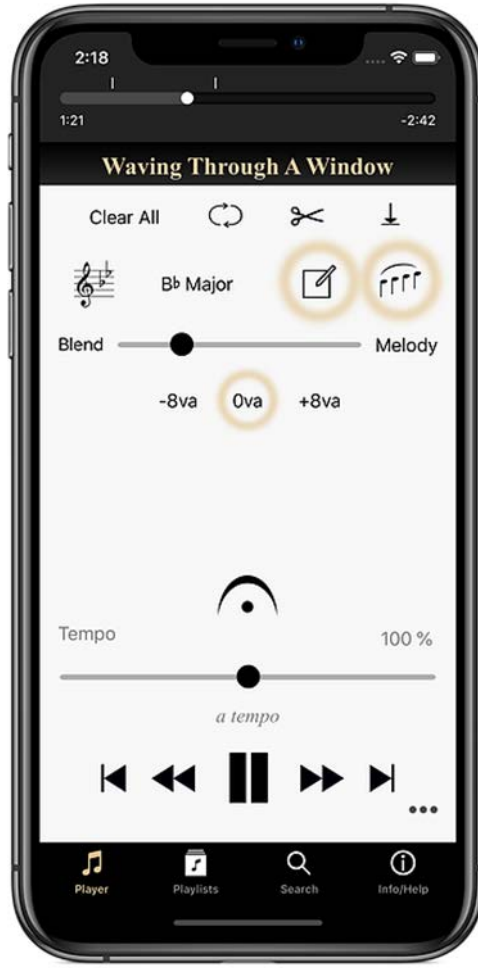 2:18
1:21 -2:42
Waving Through A Window
Clear All
B♭ Major
Blend Melody
-8va 0va +8va
Tempo 100 %
a tempo
Player Playlists Search Info/Help